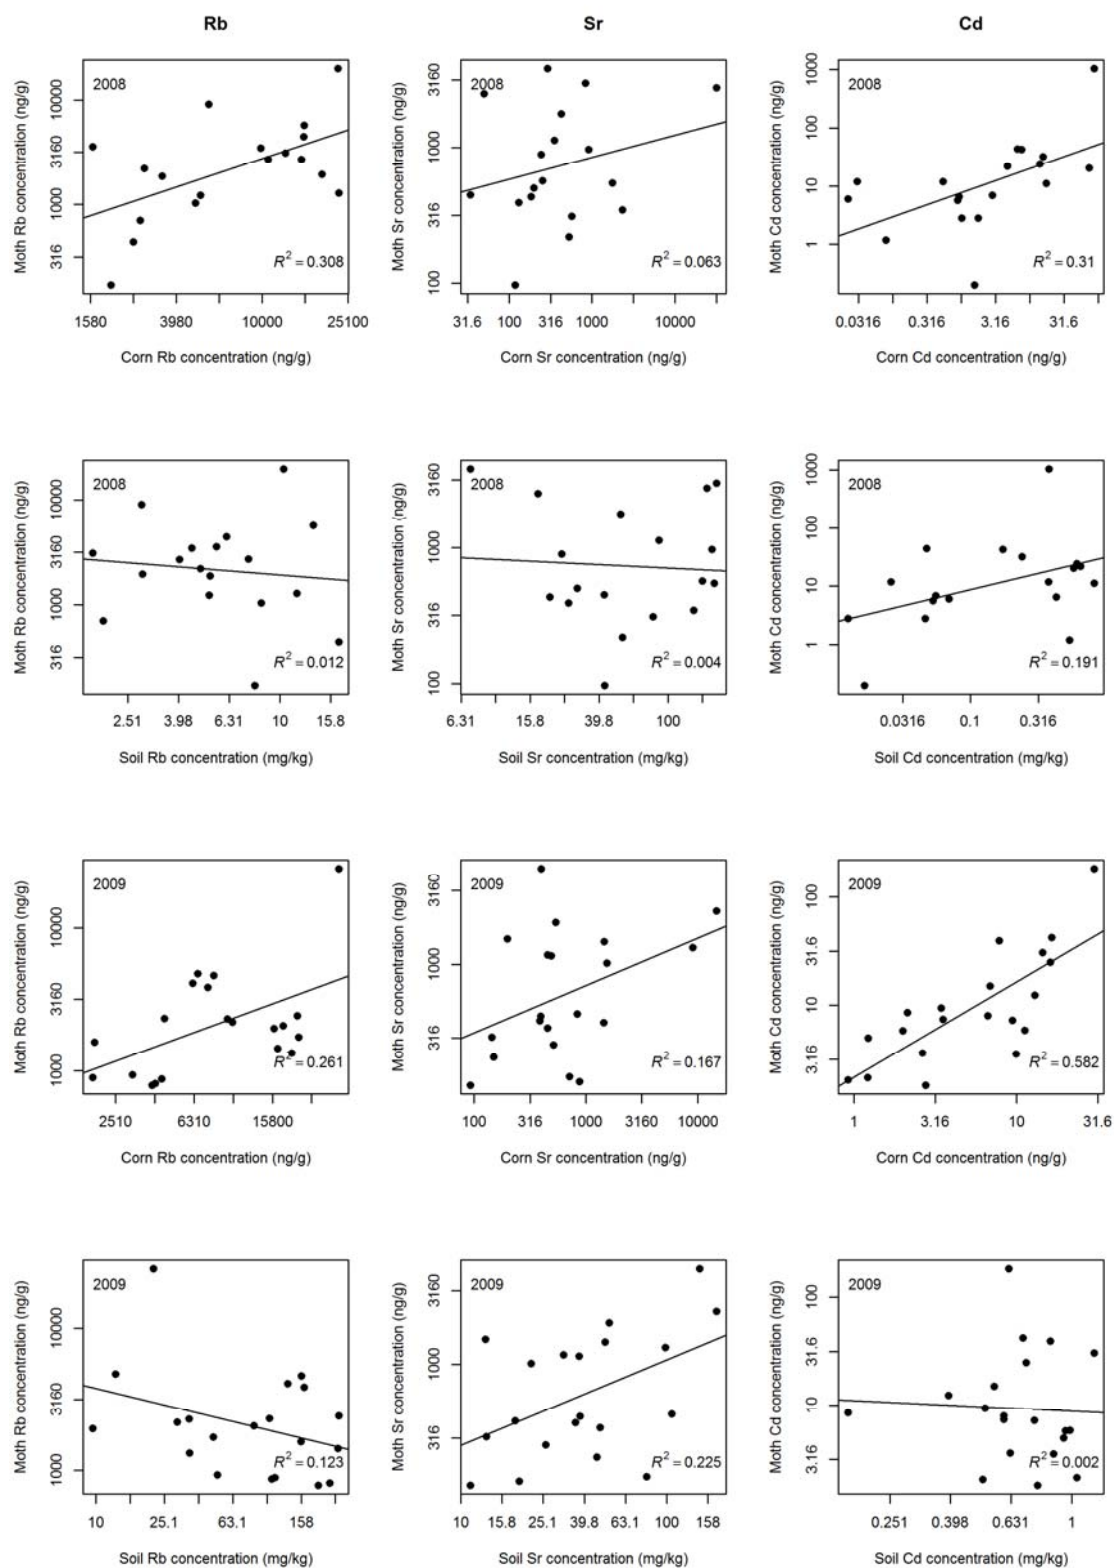 Rb
Sr
Cd
2008
10000
3160
1000
316
Moth Rb concentration (ng/g)
R² = 0.308
1580
3980
10000
25100
Corn Rb concentration (ng/g)
3160
1000
316
100
Moth Sr concentration (ng/g)
R² = 0.063
31.6
100
316
1000
10000
Corn Sr concentration (ng/g)
2008
1000
100
10
1
Moth Cd concentration (ng/g)
R² = 0.31
0.0316
0.316
3.16
31.6
Corn Cd concentration (ng/g)
2008
10000
3160
1000
316
Moth Rb concentration (ng/g)
R² = 0.012
2.51
3.98
6.31
10
15.8
Soil Rb concentration (mg/kg)
3160
1000
316
100
Moth Sr concentration (ng/g)
R² = 0.004
6.31
15.8
39.8
100
Soil Sr concentration (mg/kg)
2008
1000
100
10
1
Moth Cd concentration (ng/g)
R² = 0.191
0.0316
0.1
0.316
Soil Cd concentration (mg/kg)
2009
10000
3160
1000
Moth Rb concentration (ng/g)
R² = 0.261
2510
6310
15800
Corn Rb concentration (ng/g)
2009
3160
1000
316
Moth Sr concentration (ng/g)
R² = 0.167
100
316
1000
3160
10000
Corn Sr concentration (ng/g)
2009
100
31.6
10
3.16
Moth Cd concentration (ng/g)
R² = 0.582
1
3.16
10
31.6
Corn Cd concentration (ng/g)
2009
10000
3160
1000
Moth Rb concentration (ng/g)
R² = 0.123
10
25.1
63.1
158
Soil Rb concentration (mg/kg)
2009
3160
1000
316
Moth Sr concentration (ng/g)
R² = 0.225
10
15.8
25.1
39.8
63.1
100
158
Soil Sr concentration (mg/kg)
2009
100
31.6
10
3.16
Moth Cd concentration (ng/g)
R² = 0.002
0.251
0.398
0.631
1
Soil Cd concentration (mg/kg)